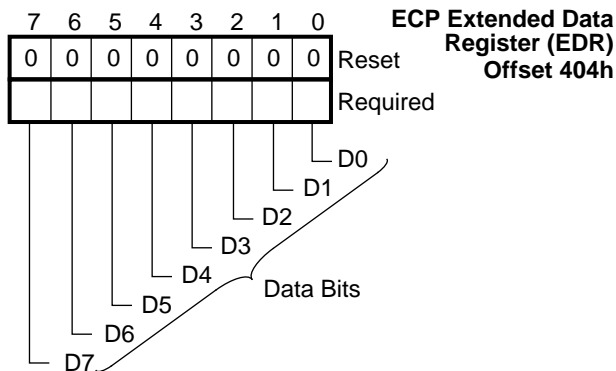 7 6 5 4 3 2 1 0
ECP Extended Data
Register (EDR)
Offset 404h
0 0 0 0 0 0 0 0 Reset
Required
D0
D1
D2
D3
D4
Data Bits
D5
D6
D7